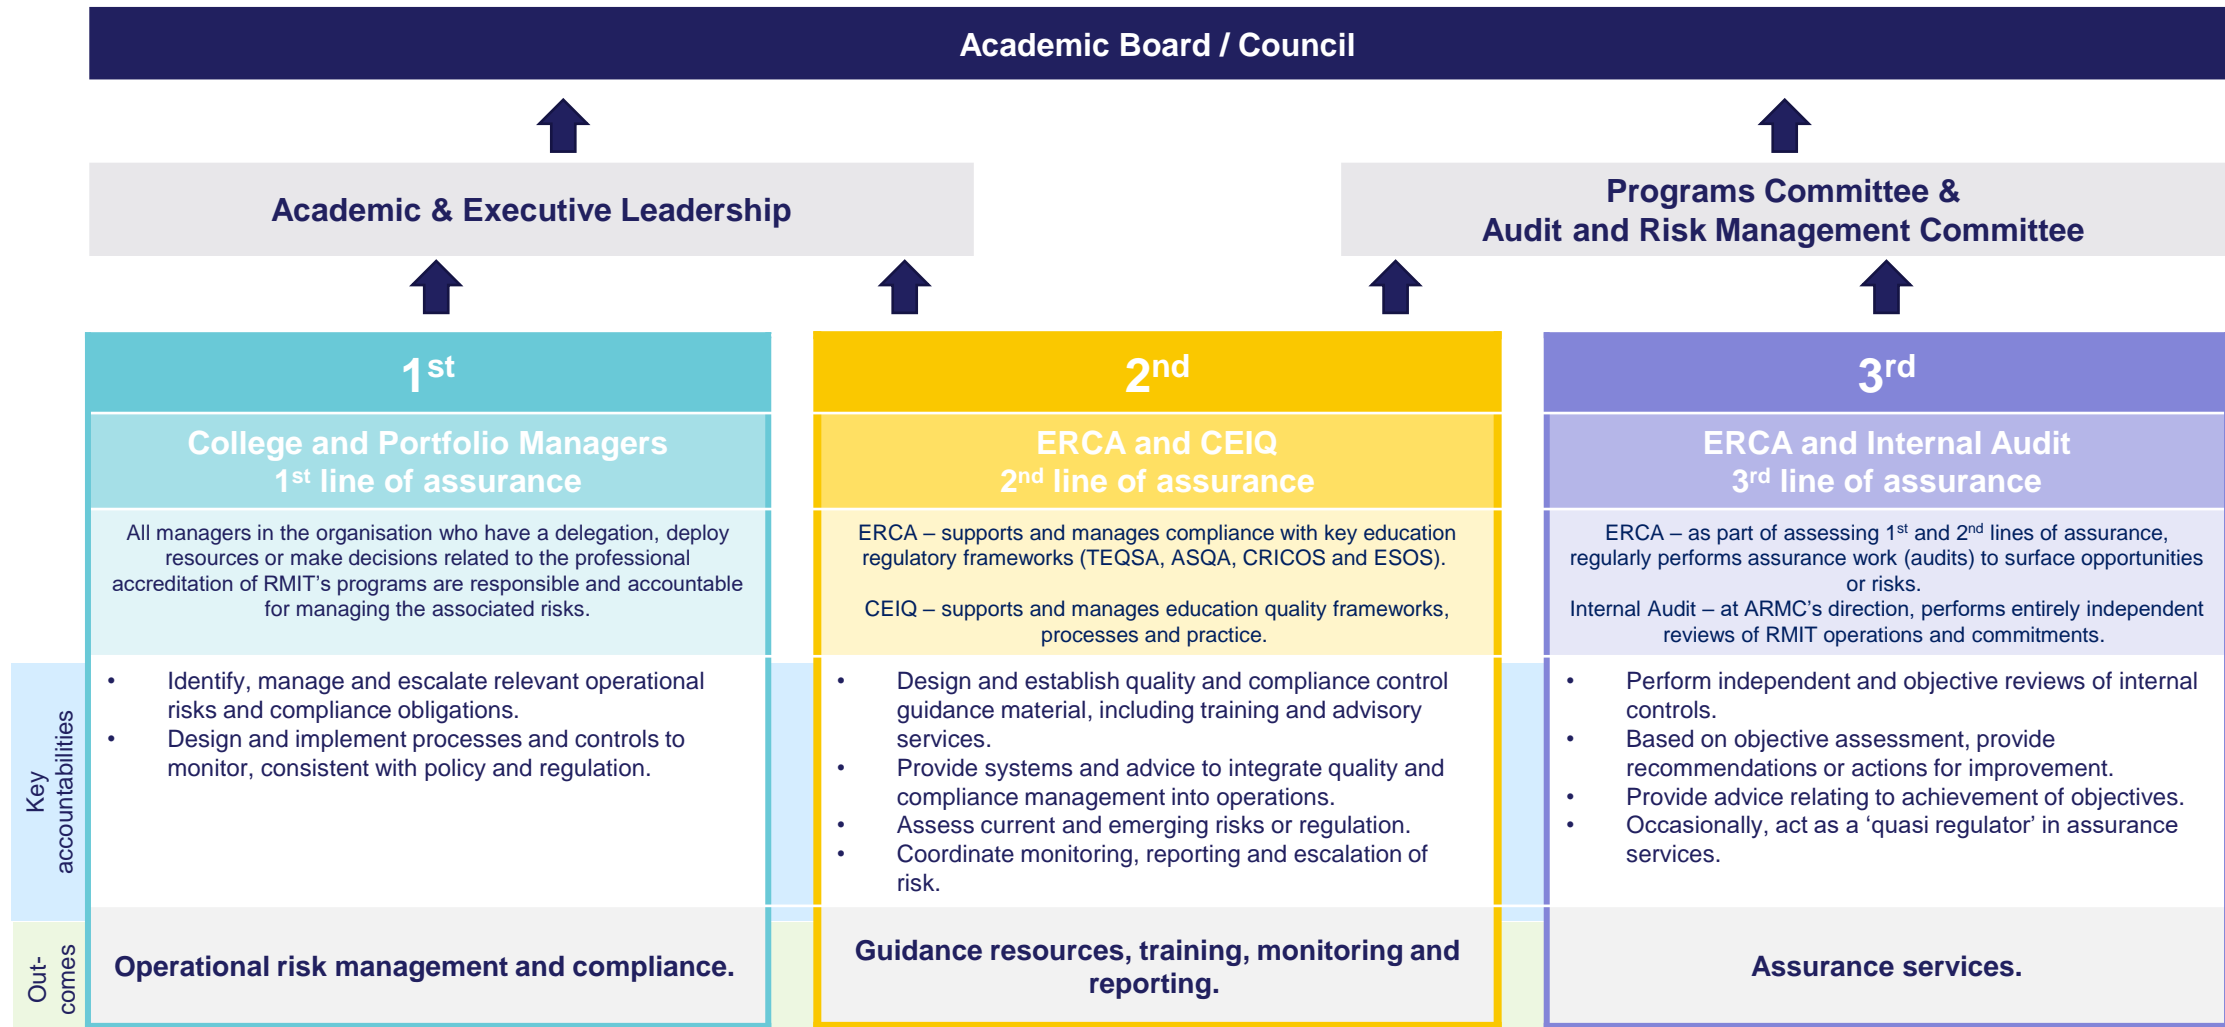 Academic Board / Council
Academic & Executive Leadership
Programs Committee &
Audit and Risk Management Committee
1st
College and Portfolio Managers
1st line of assurance
All managers in the organisation who have a delegation, deploy
resources or make decisions related to the professional
accreditation of RMIT’s programs are responsible and accountable
for managing the associated risks.
2nd
ERCA and CEIQ
2nd line of assurance
ERCA – supports and manages compliance with key education
regulatory frameworks (TEQSA, ASQA, CRICOS and ESOS).
CEIQ – supports and manages education quality frameworks,
processes and practice.
3rd
ERCA and Internal Audit
3rd line of assurance
ERCA – as part of assessing 1st and 2nd lines of assurance,
regularly performs assurance work (audits) to surface opportunities
or risks.
Internal Audit – at ARMC’s direction, performs entirely independent
reviews of RMIT operations and commitments.
Key
accountabilities
• Identify, manage and escalate relevant operational
risks and compliance obligations.
• Design and implement processes and controls to
monitor, consistent with policy and regulation.
• Design and establish quality and compliance control
guidance material, including training and advisory
services.
• Provide systems and advice to integrate quality and
compliance management into operations.
• Assess current and emerging risks or regulation.
• Coordinate monitoring, reporting and escalation of
risk.
• Perform independent and objective reviews of internal
controls.
• Based on objective assessment, provide
recommendations or actions for improvement.
• Provide advice relating to achievement of objectives.
• Occasionally, act as a ‘quasi regulator’ in assurance
services.
Out-
comes
Operational risk management and compliance.
Guidance resources, training, monitoring and
reporting.
Assurance services.